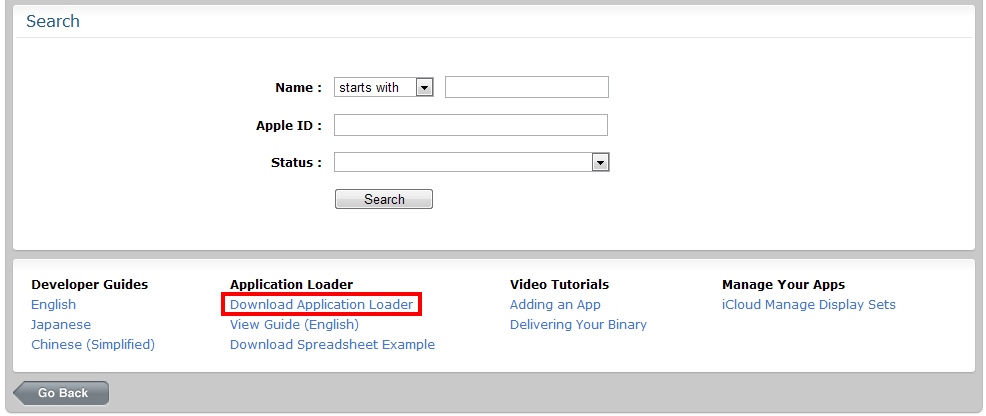 Search
Name : starts with
Apple ID :
Status :
Search
Developer Guides
English
Japanese
Chinese (Simplified)
Application Loader
Download Application Loader
View Guide (English)
Download Spreadsheet Example
Video Tutorials
Adding an App
Delivering Your Binary
Manage Your Apps
iCloud Manage Display Sets
Go Back